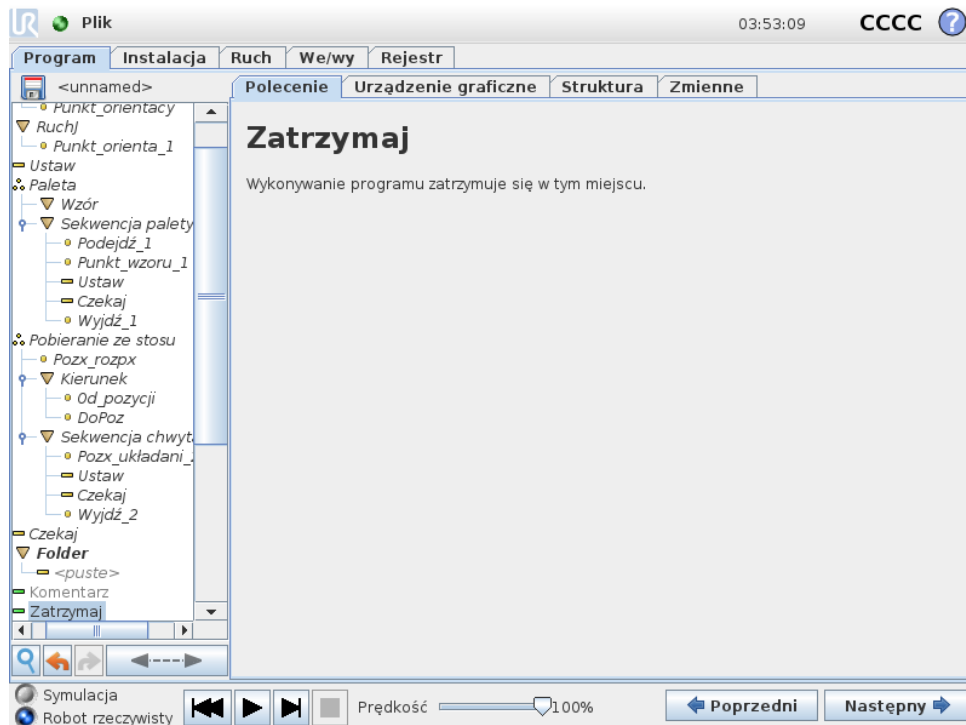 UR Plik 03:53:09 CCCC ?
Program Instalacja Ruch We/wy Rejestr
<unnamed> Polecenie Urządzenie graficzne Struktura Zmienne
Punkt_orientacy
RuchJ
Punkt_orienta_1
Ustaw
Paleta
Wzór
Sekwencja palety
Podejdź_1
Punkt_wzoru_1
Ustaw
Czekaj
Wyjdź_1
Pobieranie ze stosu
Pozx_rozpx
Kierunek
Od_pozycji
DoPoz
Sekwencja chwyt
Pozx_układani_
Ustaw
Czekaj
Wyjdź_2
Czekaj
Folder
<puste>
Komentarz
Zatrzymaj
Zatrzymaj
Wykonywanie programu zatrzymuje się w tym miejscu.
Symulacja
Robot rzeczywisty
Prędkość 100%
Poprzedni Następny